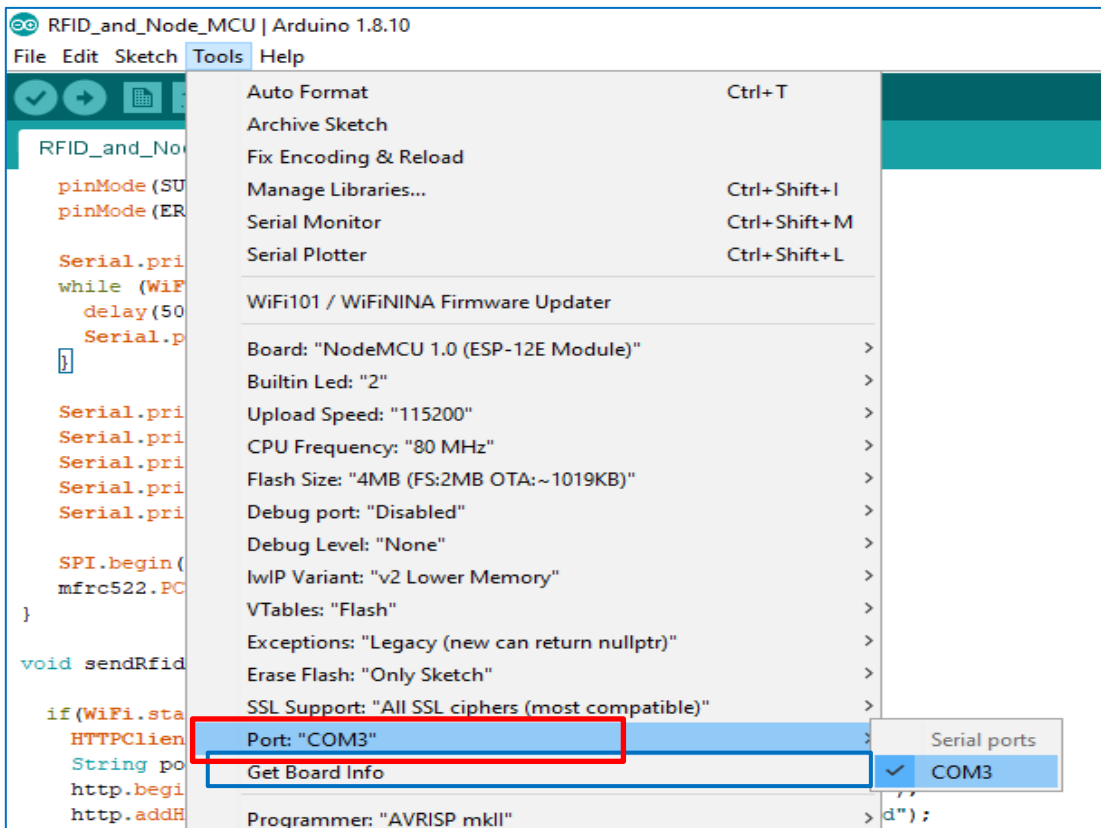 RFID_and_Node_MCU | Arduino 1.8.10
File Edit Sketch Tools Help
RFID_and_No
Auto Format Ctrl+T
Archive Sketch
Fix Encoding & Reload
Manage Libraries... Ctrl+Shift+I
Serial Monitor Ctrl+Shift+M
Serial Plotter Ctrl+Shift+L
WiFi101 / WiFiNINA Firmware Updater
Board: "NodeMCU 1.0 (ESP-12E Module)"
Builtin Led: "2"
Upload Speed: "115200"
CPU Frequency: "80 MHz"
Flash Size: "4MB (FS:2MB OTA:~1019KB)"
Debug port: "Disabled"
Debug Level: "None"
IwIP Variant: "v2 Lower Memory"
VTables: "Flash"
Exceptions: "Legacy (new can return nullptr)"
Erase Flash: "Only Sketch"
SSL Support: "All SSL ciphers (most compatible)"
Port: "COM3"
Get Board Info
Programmer: "AVRISP mkII"
Serial ports
COM3
pinMode(SU
pinMode(ER
Serial.pri
while (WiF
delay(50
Serial.p
}
Serial.pri
Serial.pri
Serial.pri
Serial.pri
Serial.pri
SPI.begin(
mfrc522.PC
}
void sendRfid
if(WiFi.sta
HTTPClien
String po
http.begi
http.addH d");